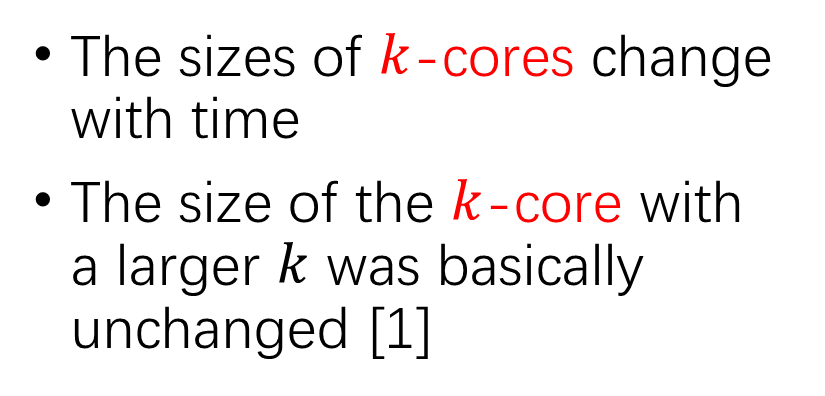 • The sizes of k-cores change
with time
• The size of the k-core with
a larger k was basically
unchanged [1]